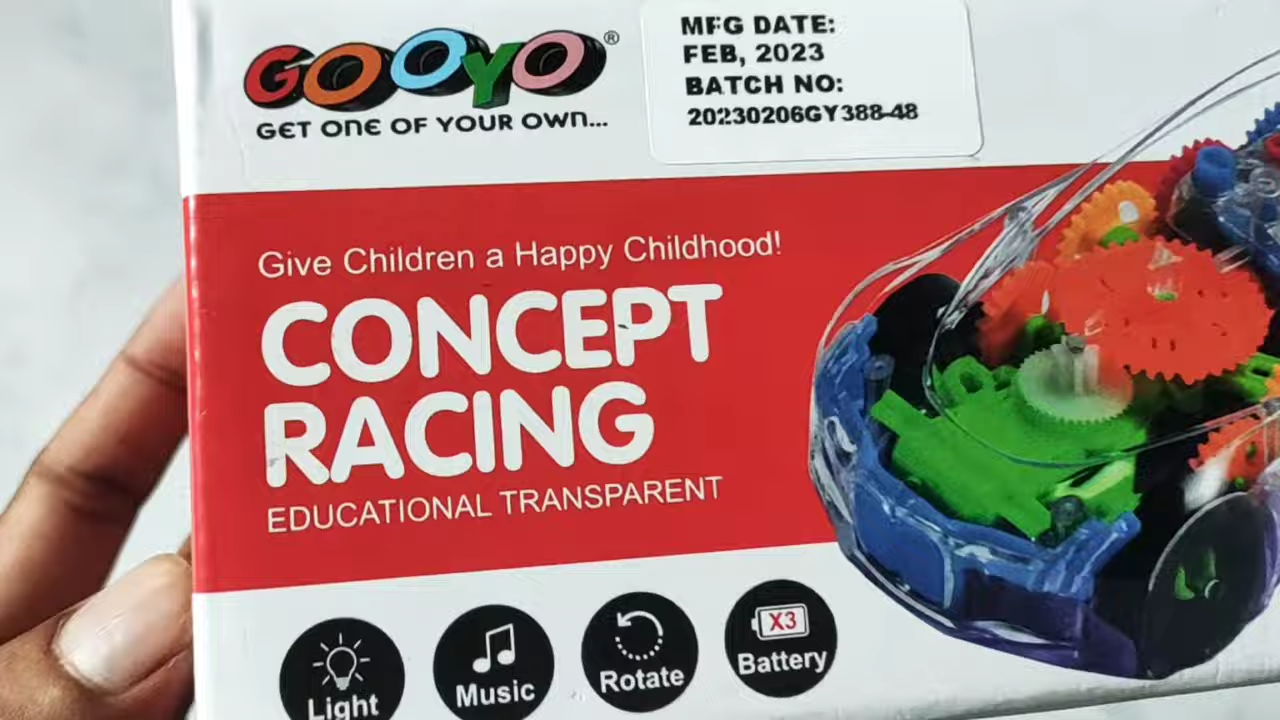 GOOYO®
GET ONE OF YOUR OWN...
MFG DATE:
FEB, 2023
BATCH NO:
20230206GY388-48
Give Children a Happy Childhood!
CONCEPT
RACING
EDUCATIONAL TRANSPARENT
Light
Music
Rotate
X3
Battery